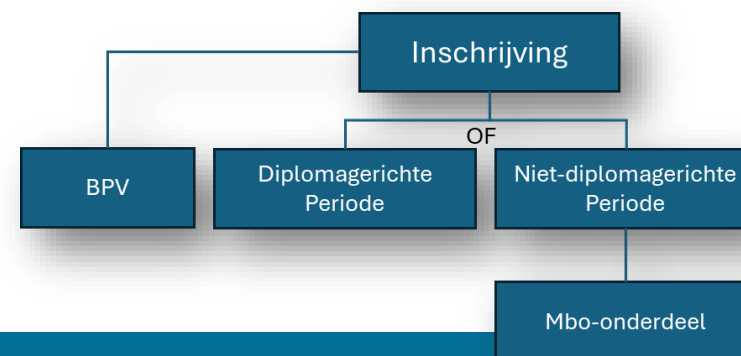 Inschrijving
OF
BPV
Diplomagerichte
Periode
Niet-diplomagerichte
Periode
Mbo-onderdeel